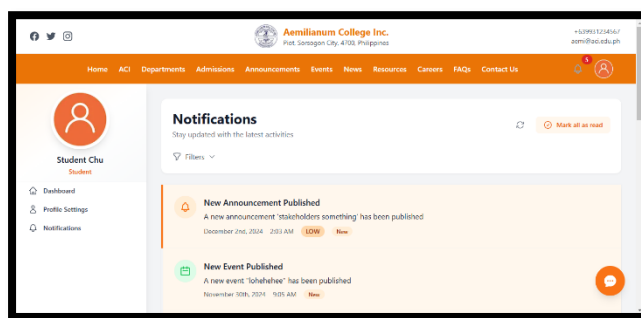 Aemilianum College Inc.
Piot, Sorsogon City, 4700, Philippines
+639931234567
aemi@aci.edu.ph
Home ACI Departments Admissions Announcements Events News Resources Careers FAQs Contact Us
5
Student Chu
Student
Dashboard
Profile Settings
Notifications
Notifications
Stay updated with the latest activities
Mark all as read
Filters
New Announcement Published
A new announcement 'stakeholders something' has been published
December 2nd, 2024 2:03 AM LOW New
New Event Published
A new event "lohehehee" has been published
November 30th, 2024 9:05 AM New